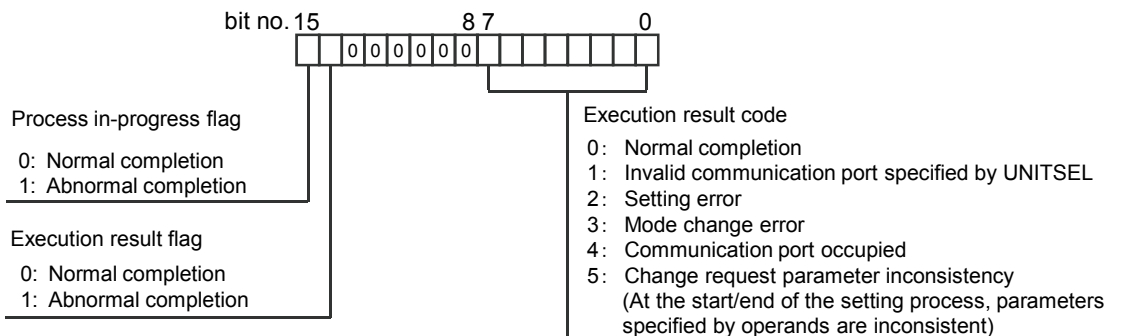 bit no. 15 8 7 0
0 0 0 0 0 0
Process in-progress flag
0: Normal completion
1: Abnormal completion
Execution result flag
0: Normal completion
1: Abnormal completion
Execution result code
0: Normal completion
1: Invalid communication port specified by UNITSEL
2: Setting error
3: Mode change error
4: Communication port occupied
5: Change request parameter inconsistency
(At the start/end of the setting process, parameters
specified by operands are inconsistent)